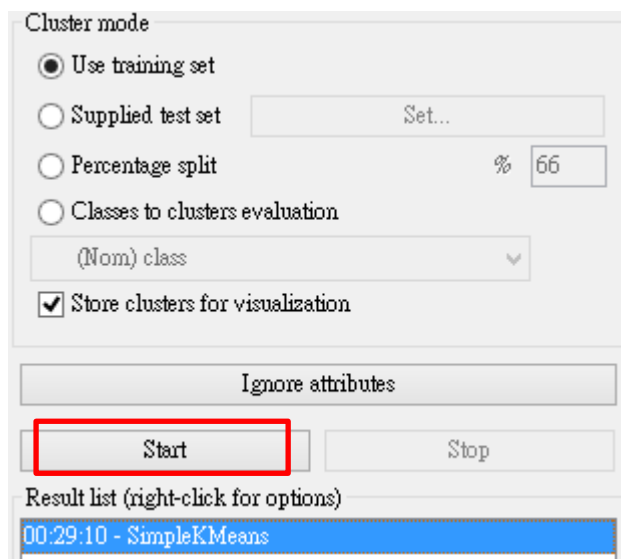 Cluster mode
Use training set
Supplied test set Set...
Percentage split % 66
Classes to clusters evaluation
(Nom) class
Store clusters for visualization
Ignore attributes
Start Stop
Result list (right-click for options)
00:29:10 - SimpleKMeans